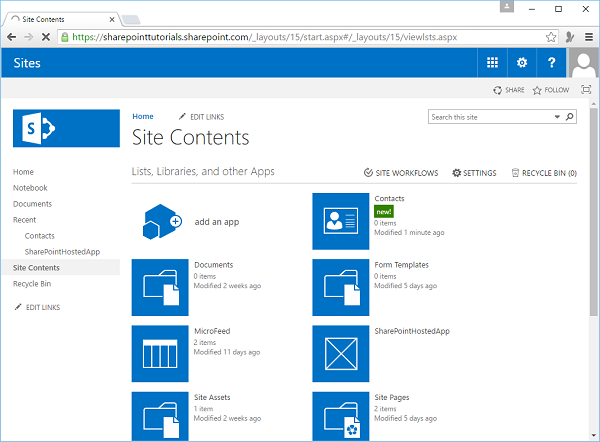 Site Contents
https://sharepointtutorials.sharepoint.com/_layouts/15/start.aspx#/_layouts/15/viewlsts.aspx
Sites
?
SHARE FOLLOW
S
Home EDIT LINKS
Search this site
Site Contents
Home
Notebook
Documents
Recent
Contacts
SharePointHostedApp
Site Contents
Recycle Bin
EDIT LINKS
Lists, Libraries, and other Apps
SITE WORKFLOWS SETTINGS RECYCLE BIN (0)
add an app
Contacts
new!
0 items
Modified 1 minute ago
Documents
0 items
Modified 2 weeks ago
Form Templates
0 items
Modified 5 days ago
MicroFeed
2 items
Modified 11 days ago
SharePointHostedApp
Site Assets
1 item
Modified 2 weeks ago
Site Pages
2 items
Modified 5 days ago